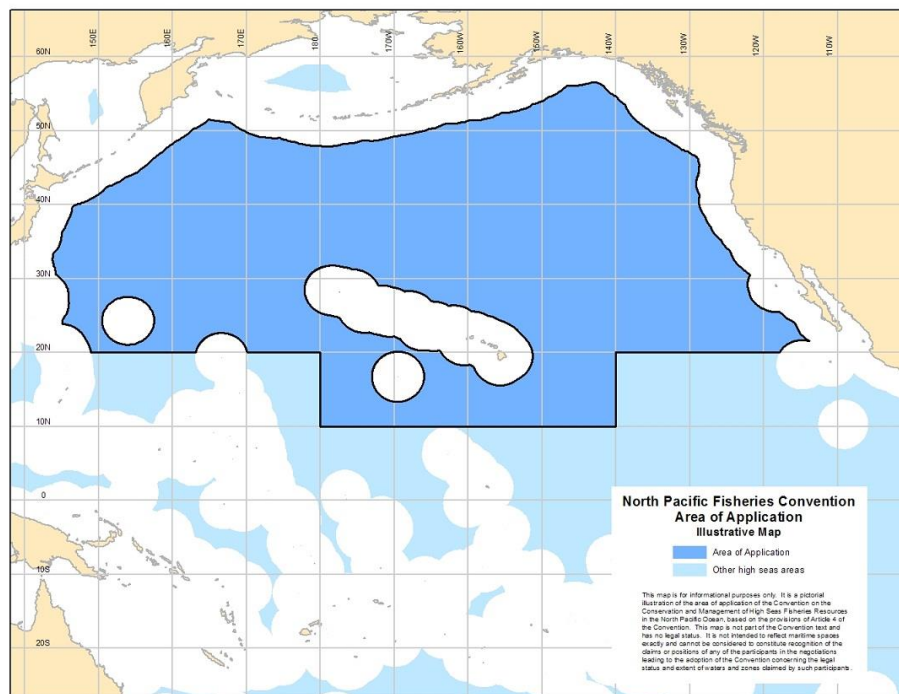 150E
160E
170E
180
170W
160W
150W
140W
130W
120W
110W
60N
50N
40N
30N
20N
10N
0
10S
20S
North Pacific Fisheries Convention
Area of Application
Illustrative Map
Area of Application
Other high seas areas
This map is for informational purposes only. It is a pictorial
illustration of the area of application of the Convention on the
Conservation and Management of High Seas Fisheries Resources
in the North Pacific Ocean, based on the provisions of Article 4 of
the Convention. This map is not part of the Convention text and
has no legal status. It is not intended to reflect maritime spaces
exactly and cannot be considered to constitute recognition of the
claims or positions of any of the participants in the negotiations
leading to the adoption of the Convention concerning the legal
status and extent of waters and zones claimed by such participants.